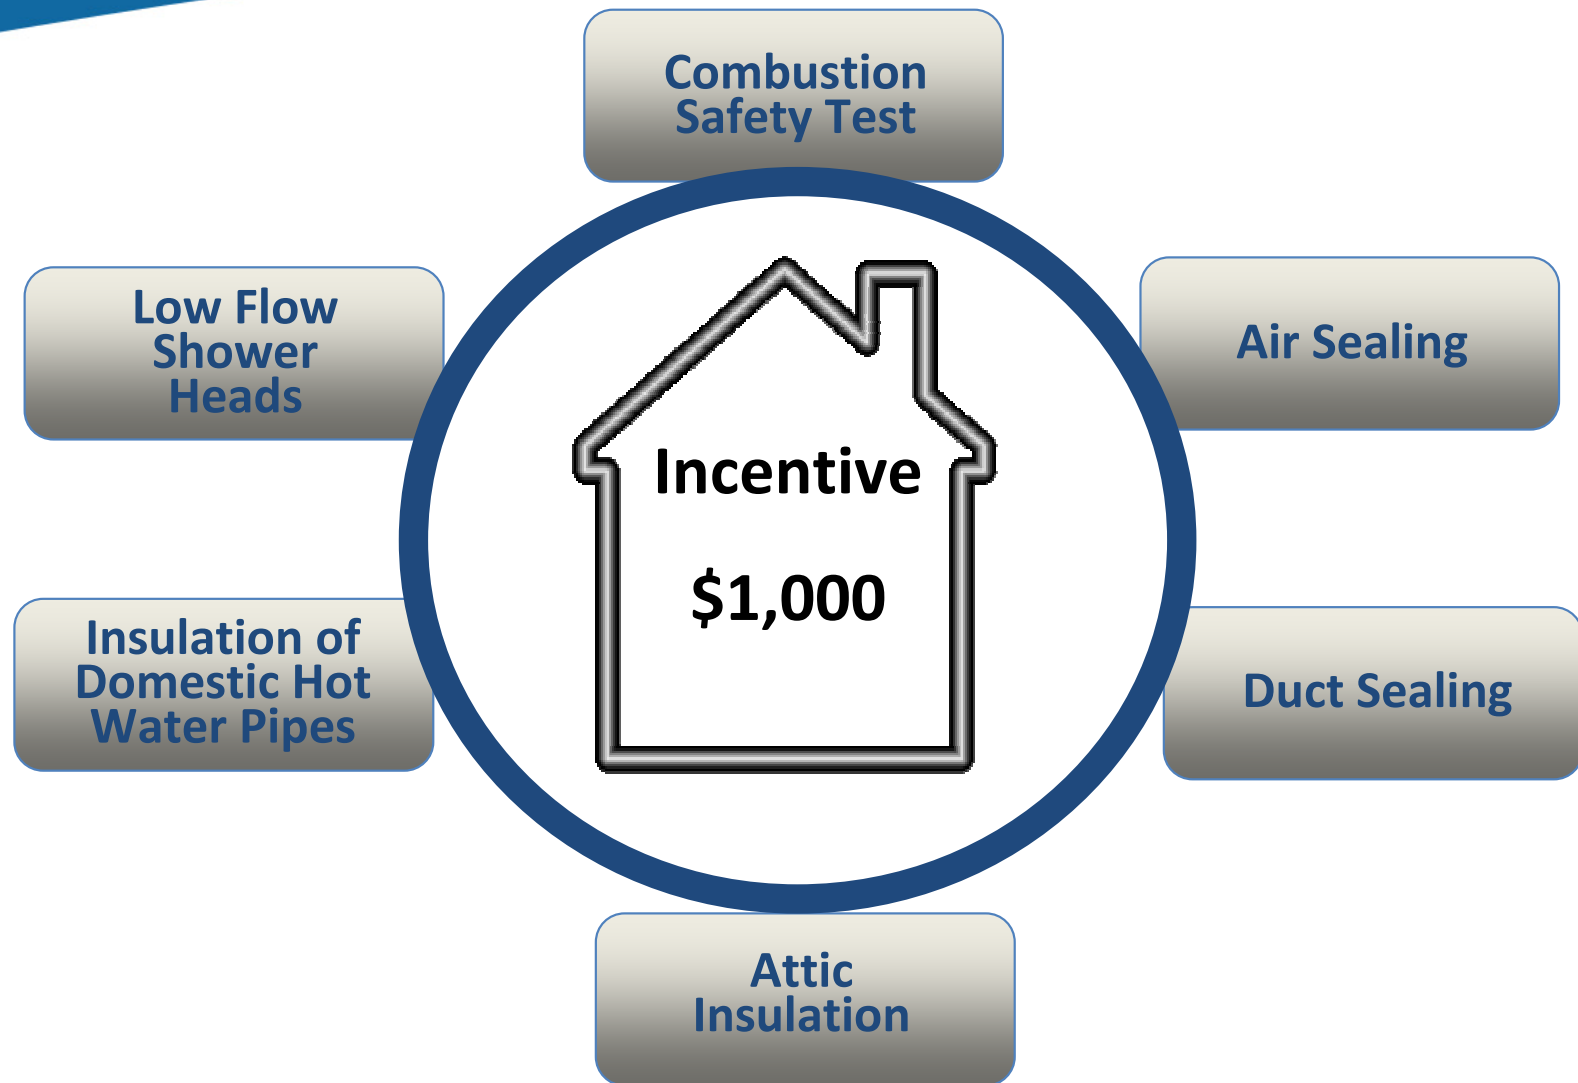 Combustion
Safety Test
Low Flow
Shower
Heads
Air Sealing
Incentive
$1,000
Insulation of
Domestic Hot
Water Pipes
Duct Sealing
Attic
Insulation